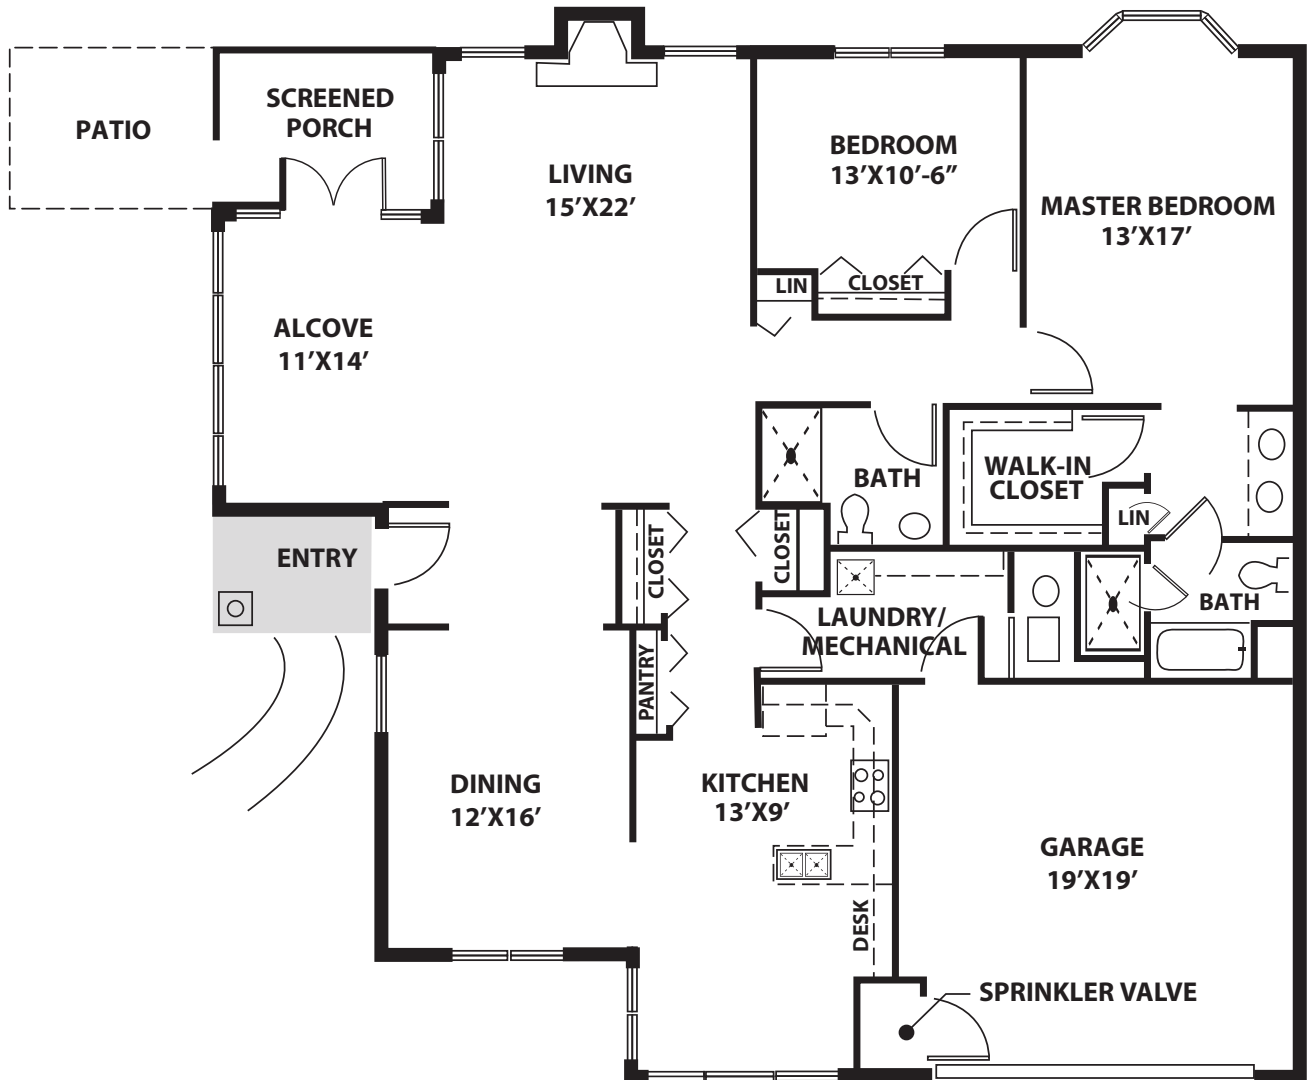 PATIO
SCREENED
PORCH
LIVING
15’X22’
BEDROOM
13’X10’-6”
MASTER BEDROOM
13’X17’
LIN
CLOSET
ALCOVE
11’X14’
BATH
WALK-IN
CLOSET
LIN
ENTRY
CLOSET
CLOSET
LAUNDRY/
MECHANICAL
BATH
PANTRY
DINING
12’X16’
KITCHEN
13’X9’
GARAGE
19’X19’
DESK
SPRINKLER VALVE